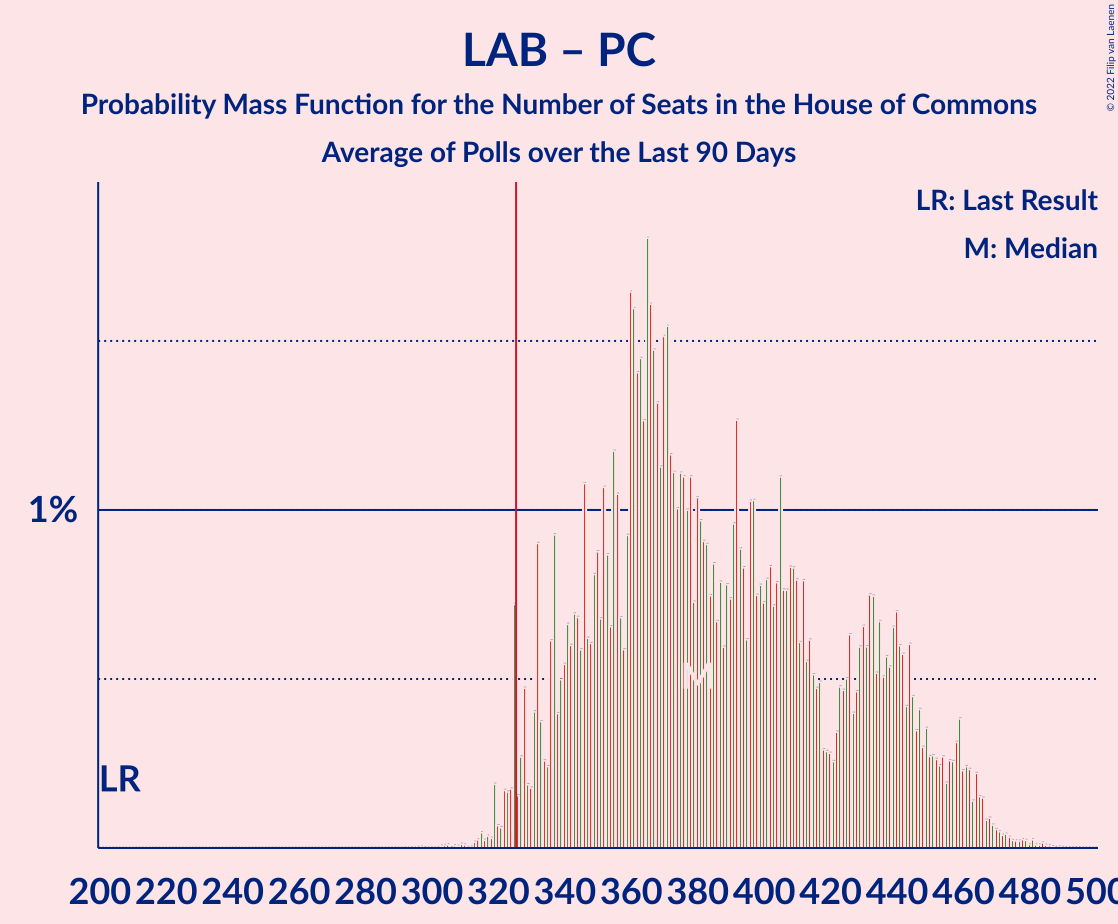 LAB – PC
Probability Mass Function for the Number of Seats in the House of Commons
Average of Polls over the Last 90 Days
© 2022 Filip van Laenen
LR: Last Result
M: Median
1%
M
LR
200 220 240 260 280 300 320 340 360 380 400 420 440 460 480 500